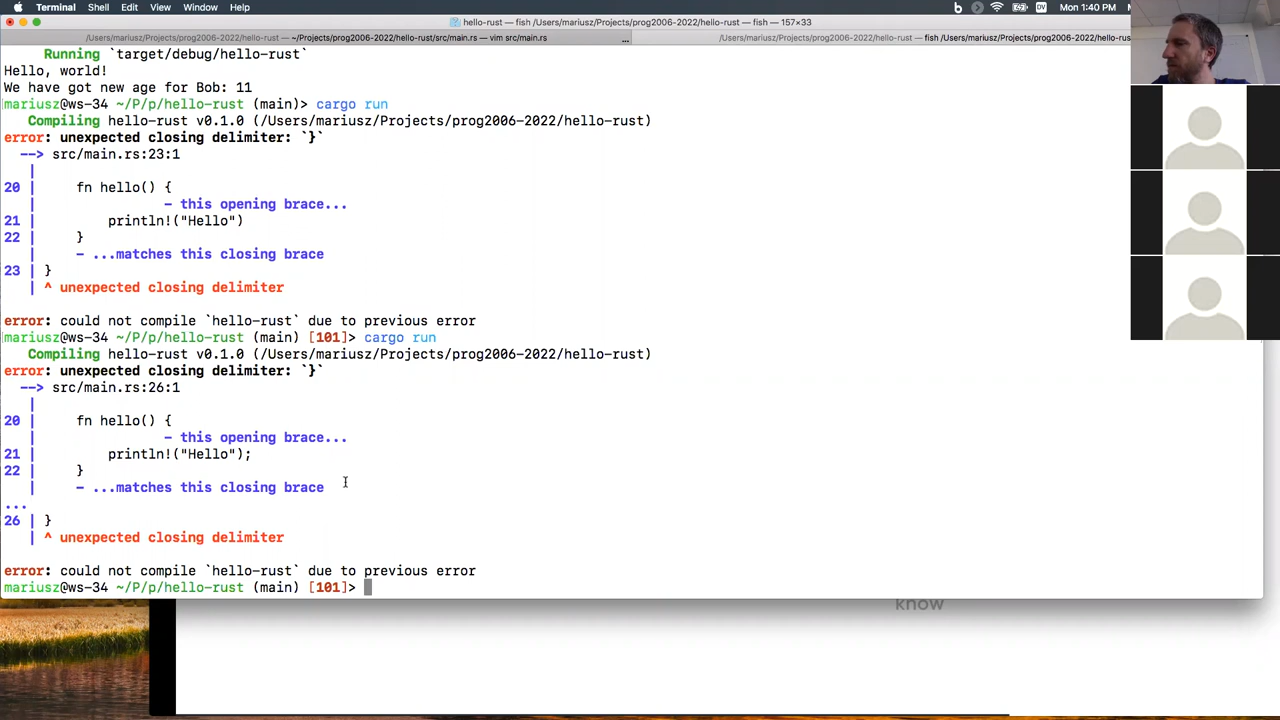 Terminal Shell Edit View Window Help
DV Mon 1:40 PM
hello-rust — fish /Users/mariusz/Projects/prog2006-2022/hello-rust — fish — 157×33
/Users/mariusz/Projects/prog2006-2022/hello-rust — ~/Projects/prog2006-2022/hello-rust/src/main.rs — vim src/main.rs ...
/Users/mariusz/Projects/prog2006-2022/hello-rust — fish /Users/mariusz/Projects/prog2006-2022/hello-rust — fish
Running `target/debug/hello-rust`
Hello, world!
We have got new age for Bob: 11
mariusz@ws-34 ~/P/p/hello-rust (main)> cargo run
Compiling hello-rust v0.1.0 (/Users/mariusz/Projects/prog2006-2022/hello-rust)
error: unexpected closing delimiter: `}`
--> src/main.rs:23:1
|
20 | fn hello() {
| - this opening brace...
21 | println!("Hello")
22 | }
| - ...matches this closing brace
23 | }
| ^ unexpected closing delimiter
error: could not compile `hello-rust` due to previous error
mariusz@ws-34 ~/P/p/hello-rust (main) [101]> cargo run
Compiling hello-rust v0.1.0 (/Users/mariusz/Projects/prog2006-2022/hello-rust)
error: unexpected closing delimiter: `}`
--> src/main.rs:26:1
|
20 | fn hello() {
| - this opening brace...
21 | println!("Hello");
22 | }
| - ...matches this closing brace
...
26 | }
| ^ unexpected closing delimiter
error: could not compile `hello-rust` due to previous error
mariusz@ws-34 ~/P/p/hello-rust (main) [101]>
know